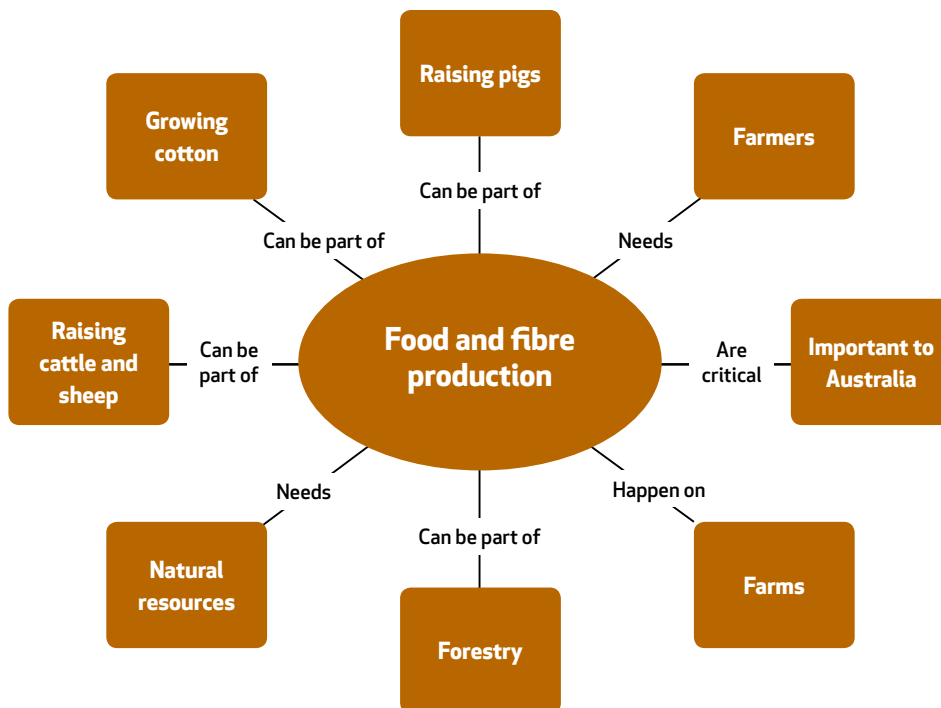 Raising pigs
Growing
cotton
Farmers
Can be part of
Can be part of
Needs
Raising
cattle and
sheep
Can be
part of
Food and fibre
production
Are
critical
Important to
Australia
Needs
Happen on
Can be part of
Natural
resources
Farms
Forestry